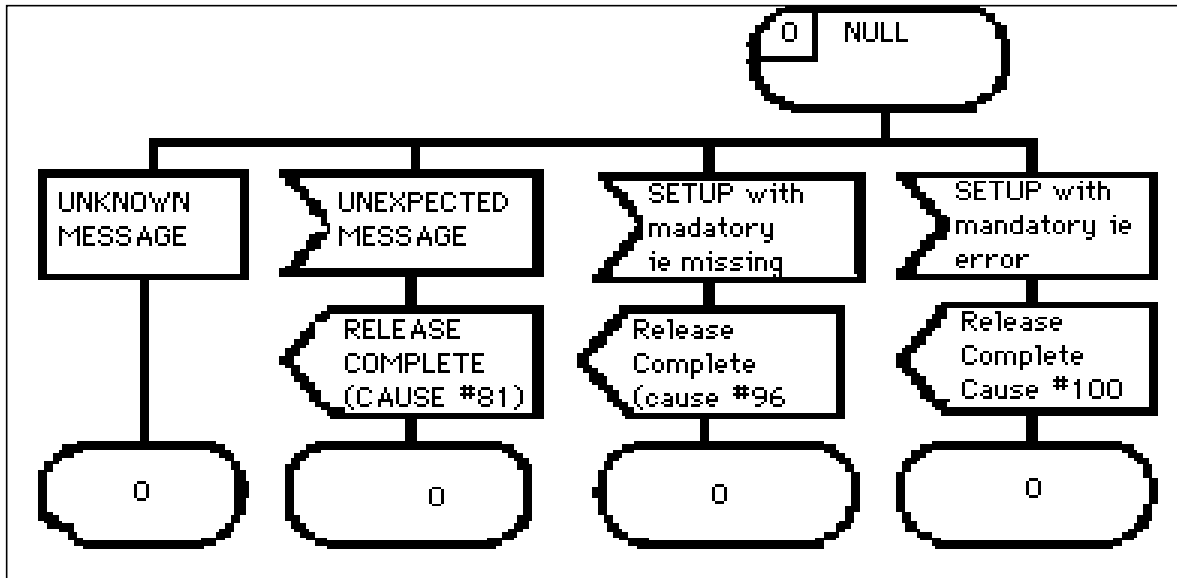 0 NULL
UNKNOWN
MESSAGE
UNEXPECTED
MESSAGE
SETUP with
madatory
ie missing
SETUP with
mandatory ie
error
RELEASE
COMPLETE
(CAUSE #81)
Release
Complete
(cause #96
Release
Complete
Cause #100
0
0
0
0